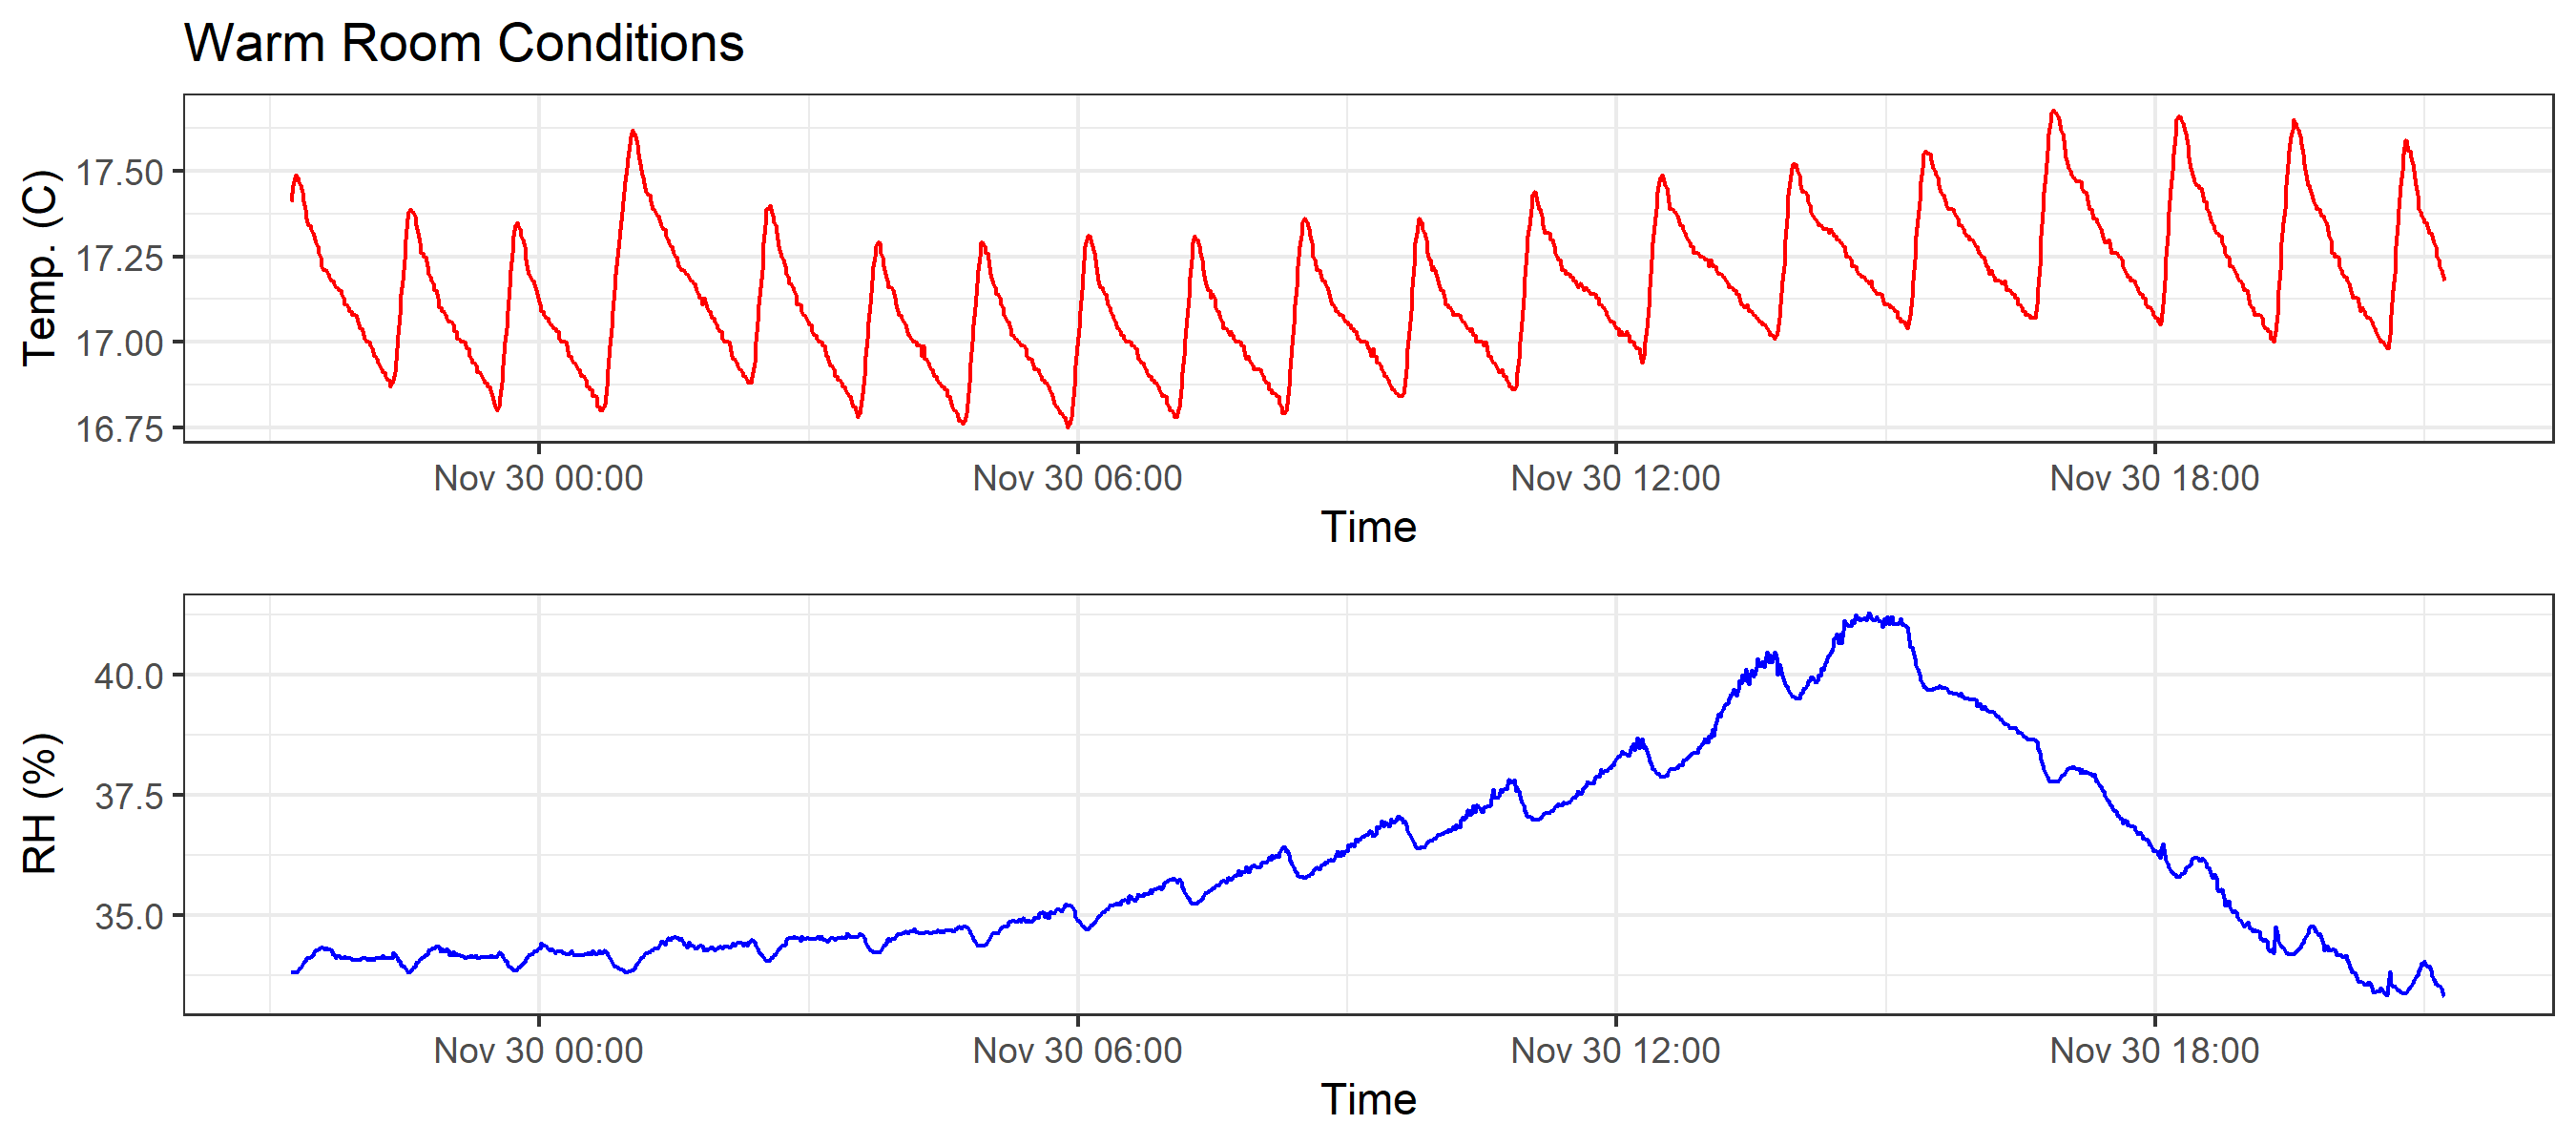 Warm Room Conditions
Temp. (C)
17.50
17.25
17.00
16.75
Nov 30 00:00 Nov 30 06:00 Nov 30 12:00 Nov 30 18:00
Time
RH (%)
40.0
37.5
35.0
Nov 30 00:00 Nov 30 06:00 Nov 30 12:00 Nov 30 18:00
Time